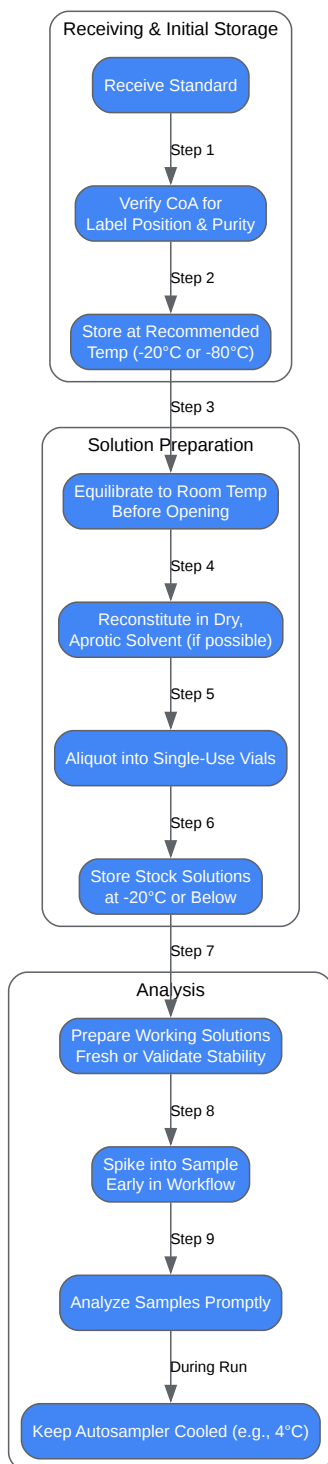 Receiving & Initial Storage
Receive Standard
Step 1
Verify CoA for
Label Position & Purity
Step 2
Store at Recommended
Temp (-20°C or -80°C)
Step 3
Solution Preparation
Equilibrate to Room Temp
Before Opening
Step 4
Reconstitute in Dry,
Aprotic Solvent (if possible)
Step 5
Aliquot into Single-Use Vials
Step 6
Store Stock Solutions
at -20°C or Below
Step 7
Analysis
Prepare Working Solutions
Fresh or Validate Stability
Step 8
Spike into Sample
Early in Workflow
Step 9
Analyze Samples Promptly
During Run
Keep Autosampler Cooled (e.g., 4°C)